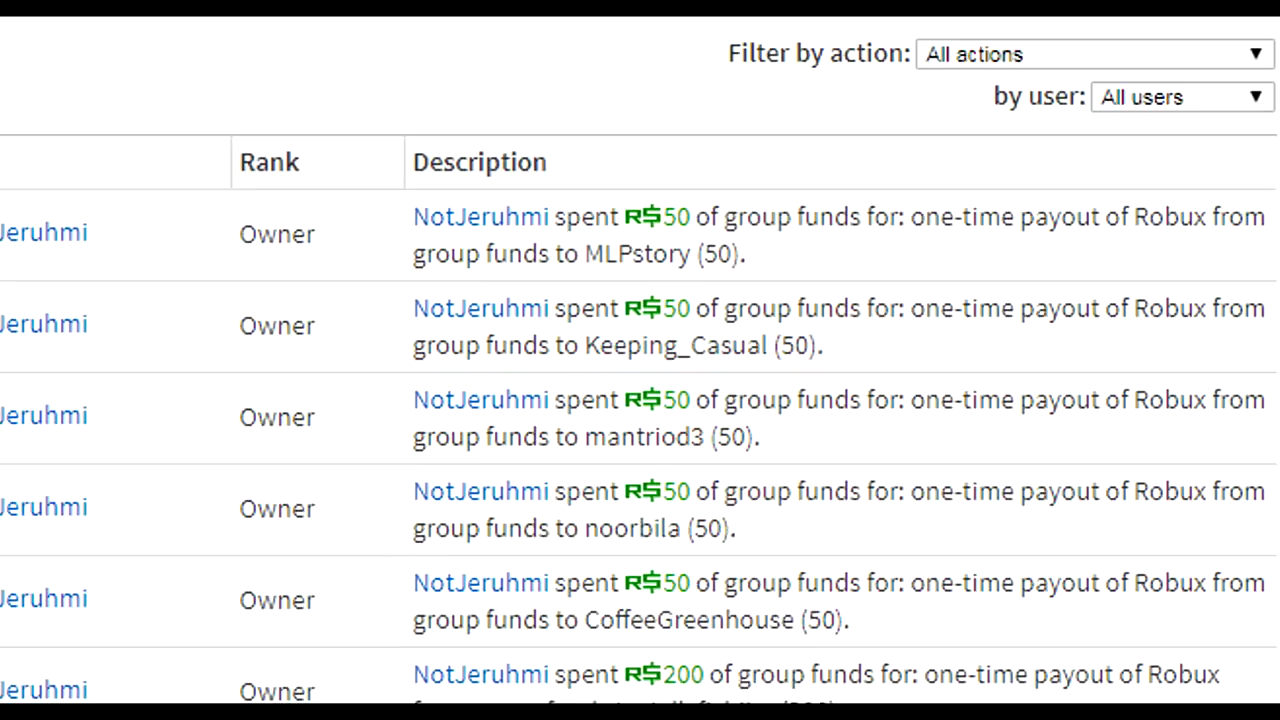 Filter by action: All actions ▼
by user: All users ▼
Rank Description
Jeruhmi Owner NotJeruhmi spent R$50 of group funds for: one-time payout of Robux from
group funds to MLPstory (50).
Jeruhmi Owner NotJeruhmi spent R$50 of group funds for: one-time payout of Robux from
group funds to Keeping_Casual (50).
Jeruhmi Owner NotJeruhmi spent R$50 of group funds for: one-time payout of Robux from
group funds to mantriod3 (50).
Jeruhmi Owner NotJeruhmi spent R$50 of group funds for: one-time payout of Robux from
group funds to noorbila (50).
Jeruhmi Owner NotJeruhmi spent R$50 of group funds for: one-time payout of Robux from
group funds to CoffeeGreenhouse (50).
Jeruhmi Owner NotJeruhmi spent R$200 of group funds for: one-time payout of Robux